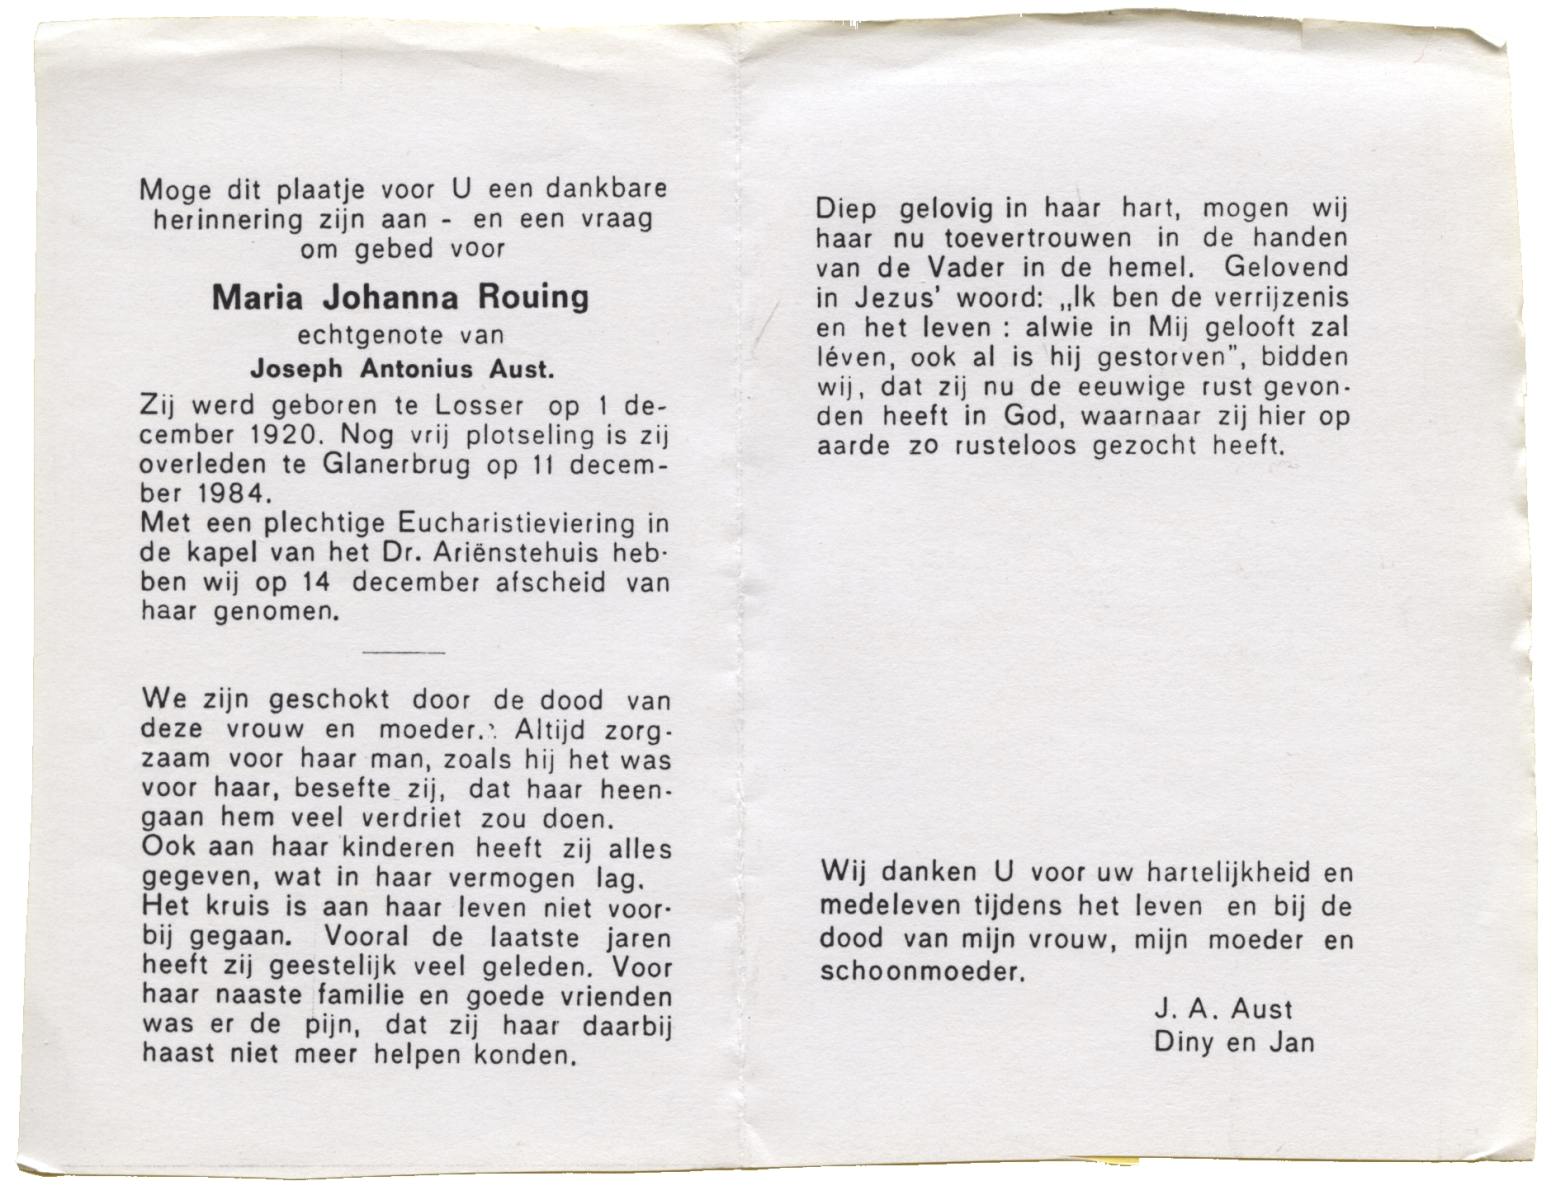 Moge dit plaatje voor U een dankbare
herinnering zijn aan - en een vraag
om gebed voor
Maria Johanna Rouing
echtgenote van
Joseph Antonius Aust.
Zij werd geboren te Losser op 1 de-
cember 1920. Nog vrij plotseling is zij
overleden te Glanerbrug op 11 decem-
ber 1984.
Met een plechtige Eucharistieviering in
de kapel van het Dr. Ariënstehuis heb-
ben wij op 14 december afscheid van
haar genomen.
We zijn geschokt door de dood van
deze vrouw en moeder. Altijd zorg-
zaam voor haar man, zoals hij het was
voor haar, besefte zij, dat haar heen-
gaan hem veel verdriet zou doen.
Ook aan haar kinderen heeft zij alles
gegeven, wat in haar vermogen lag.
Het kruis is aan haar leven niet voor-
bij gegaan. Vooral de laatste jaren
heeft zij geestelijk veel geleden. Voor
haar naaste familie en goede vrienden
was er de pijn, dat zij haar daarbij
haast niet meer helpen konden.
Diep gelovig in haar hart, mogen wij
haar nu toevertrouwen in de handen
van de Vader in de hemel. Gelovend
in Jezus' woord: „Ik ben de verrijzenis
en het leven : alwie in Mij gelooft zal
léven, ook al is hij gestorven”, bidden
wij, dat zij nu de eeuwige rust gevon-
den heeft in God, waarnaar zij hier op
aarde zo rusteloos gezocht heeft.
Wij danken U voor uw hartelijkheid en
medeleven tijdens het leven en bij de
dood van mijn vrouw, mijn moeder en
schoonmoeder.
J. A. Aust
Diny en Jan